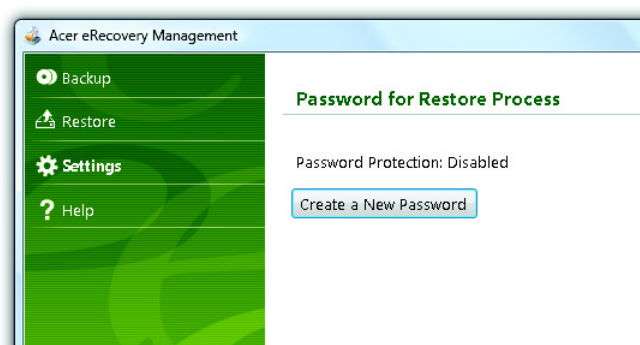 Acer eRecovery Management
Backup
Restore
Settings
Help
Password for Restore Process
Password Protection: Disabled
Create a New Password